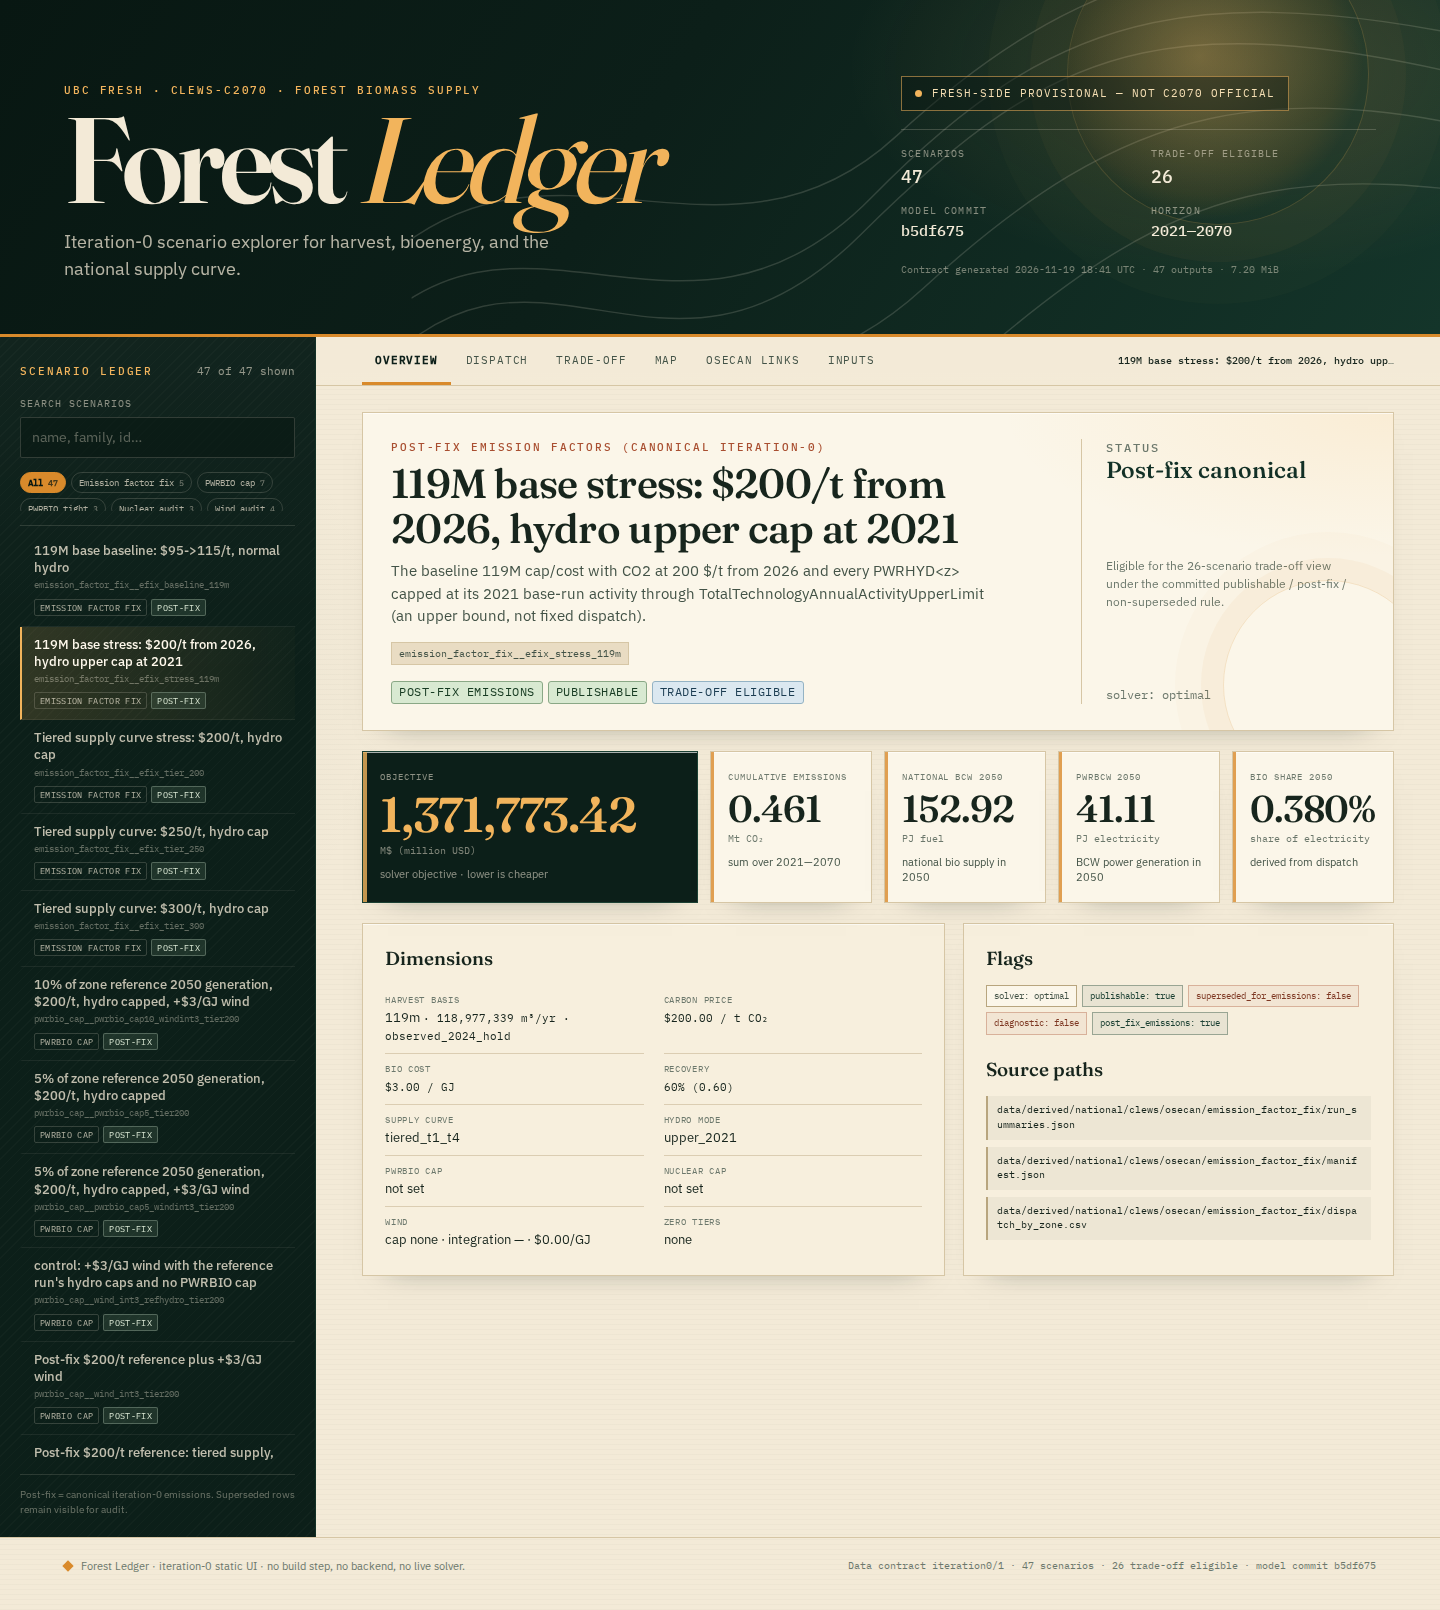 UBC FRESH · CLEWS-C2070 · FOREST BIOMASS SUPPLY
Forest Ledger
Iteration-0 scenario explorer for harvest, bioenergy, and the
national supply curve.
FRESH-SIDE PROVISIONAL — NOT C2070 OFFICIAL
SCENARIOS
47
TRADE-OFF ELIGIBLE
26
MODEL COMMIT
b5df675
HORIZON
2021—2070
Contract generated 2026-11-19 18:41 UTC · 47 outputs · 7.20 MiB
SCENARIO LEDGER
47 of 47 shown
SEARCH SCENARIOS
name, family, id…
All 47
Emission factor fix 5
PWRBIO cap 7
PWRBIO tight 3
Nuclear audit 3
Wind audit 4
119M base baseline: $95->115/t, normal
hydro
emission_factor_fix__efix_baseline_119m
EMISSION FACTOR FIX
POST-FIX
119M base stress: $200/t from 2026,
hydro upper cap at 2021
emission_factor_fix__efix_stress_119m
EMISSION FACTOR FIX
POST-FIX
Tiered supply curve stress: $200/t, hydro
cap
emission_factor_fix__efix_tier_200
EMISSION FACTOR FIX
POST-FIX
Tiered supply curve: $250/t, hydro cap
emission_factor_fix__efix_tier_250
EMISSION FACTOR FIX
POST-FIX
Tiered supply curve: $300/t, hydro cap
emission_factor_fix__efix_tier_300
EMISSION FACTOR FIX
POST-FIX
10% of zone reference 2050 generation,
$200/t, hydro capped, +$3/GJ wind
pwrbio_cap__pwrbio_cap10_windint3_tier200
PWRBIO CAP
POST-FIX
5% of zone reference 2050 generation,
$200/t, hydro capped
pwrbio_cap__pwrbio_cap5_tier200
PWRBIO CAP
POST-FIX
5% of zone reference 2050 generation,
$200/t, hydro capped, +$3/GJ wind
pwrbio_cap__pwrbio_cap5_windint3_tier200
PWRBIO CAP
POST-FIX
control: +$3/GJ wind with the reference
run's hydro caps and no PWRBIO cap
pwrbio_cap__wind_int3_refhydro_tier200
PWRBIO CAP
POST-FIX
Post-fix $200/t reference plus +$3/GJ
wind
pwrbio_cap__wind_int3_tier200
PWRBIO CAP
POST-FIX
Post-fix $200/t reference: tiered supply,
Post-fix = canonical iteration-0 emissions. Superseded rows
remain visible for audit.
OVERVIEW
DISPATCH
TRADE-OFF
MAP
OSECAN LINKS
INPUTS
119M base stress: $200/t from 2026, hydro upp…
POST-FIX EMISSION FACTORS (CANONICAL ITERATION-0)
119M base stress: $200/t from
2026, hydro upper cap at 2021
The baseline 119M cap/cost with CO2 at 200 $/t from 2026 and every PWRHYD<z>
capped at its 2021 base-run activity through TotalTechnologyAnnualActivityUpperLimit
(an upper bound, not fixed dispatch).
emission_factor_fix__efix_stress_119m
POST-FIX EMISSIONS
PUBLISHABLE
TRADE-OFF ELIGIBLE
STATUS
Post-fix canonical
Eligible for the 26-scenario trade-off view
under the committed publishable / post-fix /
non-superseded rule.
solver: optimal
OBJECTIVE
1,371,773.42
M$ (million USD)
solver objective · lower is cheaper
CUMULATIVE EMISSIONS
0.461
Mt CO₂
sum over 2021—2070
NATIONAL BCW 2050
152.92
PJ fuel
national bio supply in
2050
PWRBCW 2050
41.11
PJ electricity
BCW power generation in
2050
BIO SHARE 2050
0.380%
share of electricity
derived from dispatch
Dimensions
HARVEST BASIS
119m · 118,977,339 m³/yr ·
observed_2024_hold
CARBON PRICE
$200.00 / t CO₂
BIO COST
$3.00 / GJ
RECOVERY
60% (0.60)
SUPPLY CURVE
tiered_t1_t4
HYDRO MODE
upper_2021
PWRBIO CAP
not set
NUCLEAR CAP
not set
WIND
cap none · integration — · $0.00/GJ
ZERO TIERS
none
Flags
solver: optimal
publishable: true
superseded_for_emissions: false
diagnostic: false
post_fix_emissions: true
Source paths
data/derived/national/clews/osecan/emission_factor_fix/run_s
ummaries.json
data/derived/national/clews/osecan/emission_factor_fix/manif
est.json
data/derived/national/clews/osecan/emission_factor_fix/dispa
tch_by_zone.csv
Forest Ledger · iteration-0 static UI · no build step, no backend, no live solver.
Data contract iteration0/1 · 47 scenarios · 26 trade-off eligible · model commit b5df675